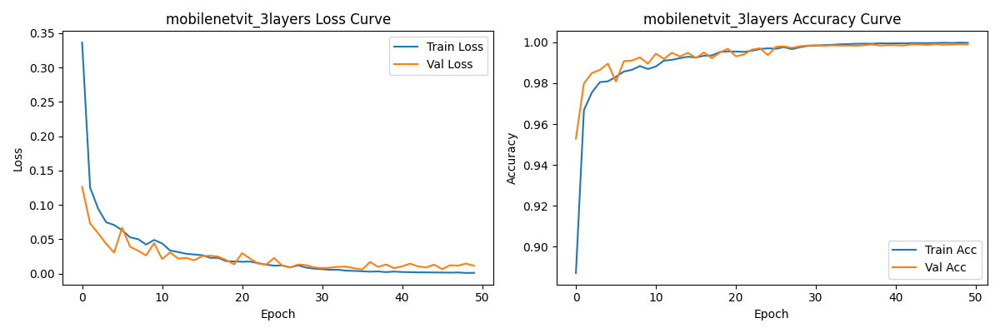 mobilenetvit_3layers Loss Curve
0.35
0.30
0.25
0.20
0.15
0.10
0.05
0.00
Loss
Train Loss
Val Loss
0
10
20
30
40
50
Epoch
mobilenetvit_3layers Accuracy Curve
1.00
0.98
0.96
0.94
0.92
0.90
Accuracy
Train Acc
Val Acc
0
10
20
30
40
50
Epoch